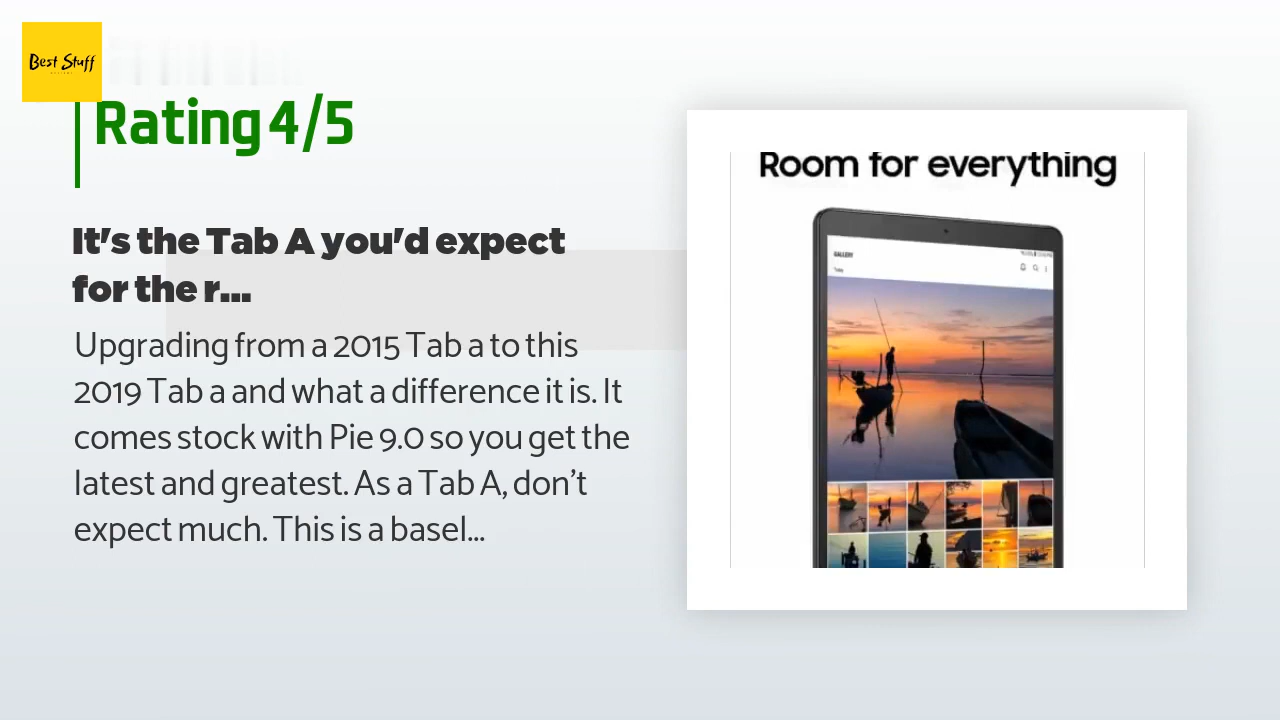 Best Stuff
Rating 4/5
It's the Tab A you'd expect
for the r...
Upgrading from a 2015 Tab a to this
2019 Tab a and what a difference it is. It
comes stock with Pie 9.0 so you get the
latest and greatest. As a Tab A, don't
expect much. This is a basel...
Room for everything
GALLERY
Today